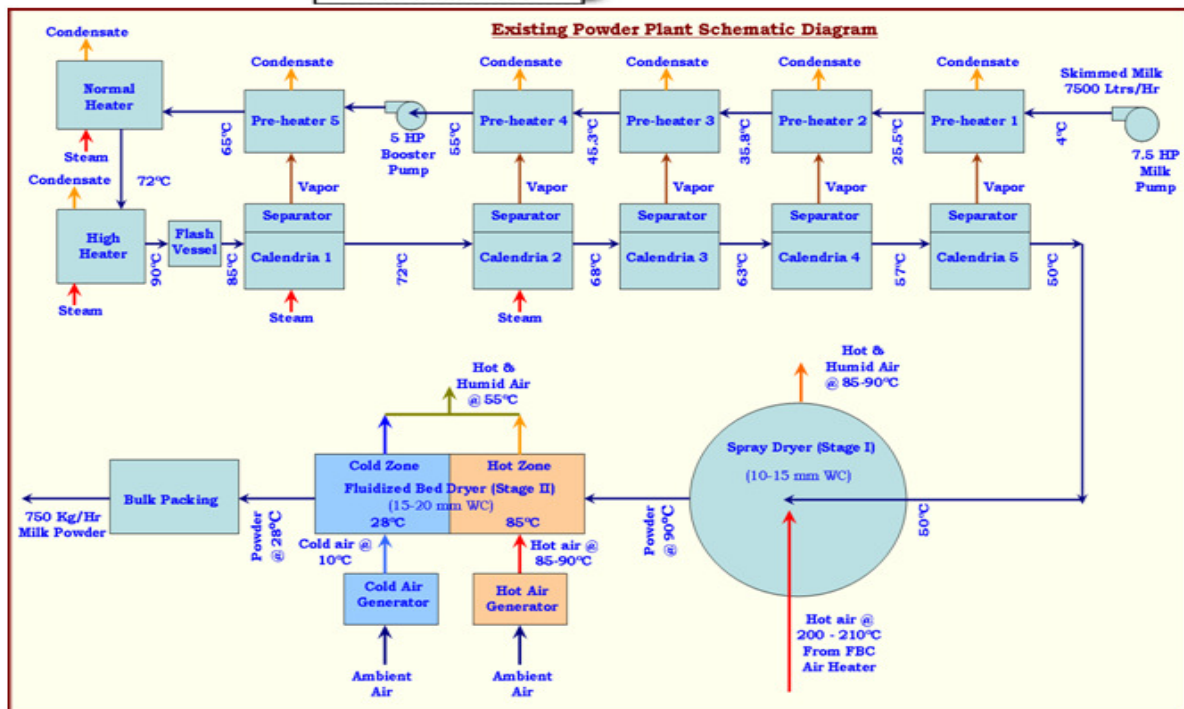 Existing Powder Plant Schematic Diagram
Condensate
Normal
Heater
Steam
Condensate
72°C
High
Heater
Steam
90°C
Flash
Vessel
85°C
Condensate
Pre-heater 5
65°C
Vapor
Separator
Calendria 1
Steam
72°C
5 HP
Booster
Pump
55°C
Condensate
Pre-heater 4
Vapor
Separator
Calendria 2
Steam
45.3°C
68°C
Condensate
Pre-heater 3
Vapor
Separator
Calendria 3
35.8°C
63°C
Condensate
Pre-heater 2
Vapor
Separator
Calendria 4
25.5°C
57°C
Condensate
Pre-heater 1
Vapor
Separator
Calendria 5
4°C
50°C
Skimmed Milk
7500 Ltrs/Hr
7.5 HP
Milk
Pump
Hot &
Humid Air
@ 85-90°C
Spray Dryer (Stage I)
(10-15 mm WC)
50°C
Hot air @
200 - 210°C
From FBC
Air Heater
Powder
@ 90°C
Hot &
Humid Air
@ 55°C
Cold Zone
Hot Zone
Fluidized Bed Dryer (Stage II)
(15-20 mm WC)
28°C
85°C
Cold air @
10°C
Hot air @
85-90°C
Cold Air
Generator
Hot Air
Generator
Ambient
Air
Ambient
Air
Powder
@ 28°C
Bulk Packing
750 Kg/Hr
Milk Powder